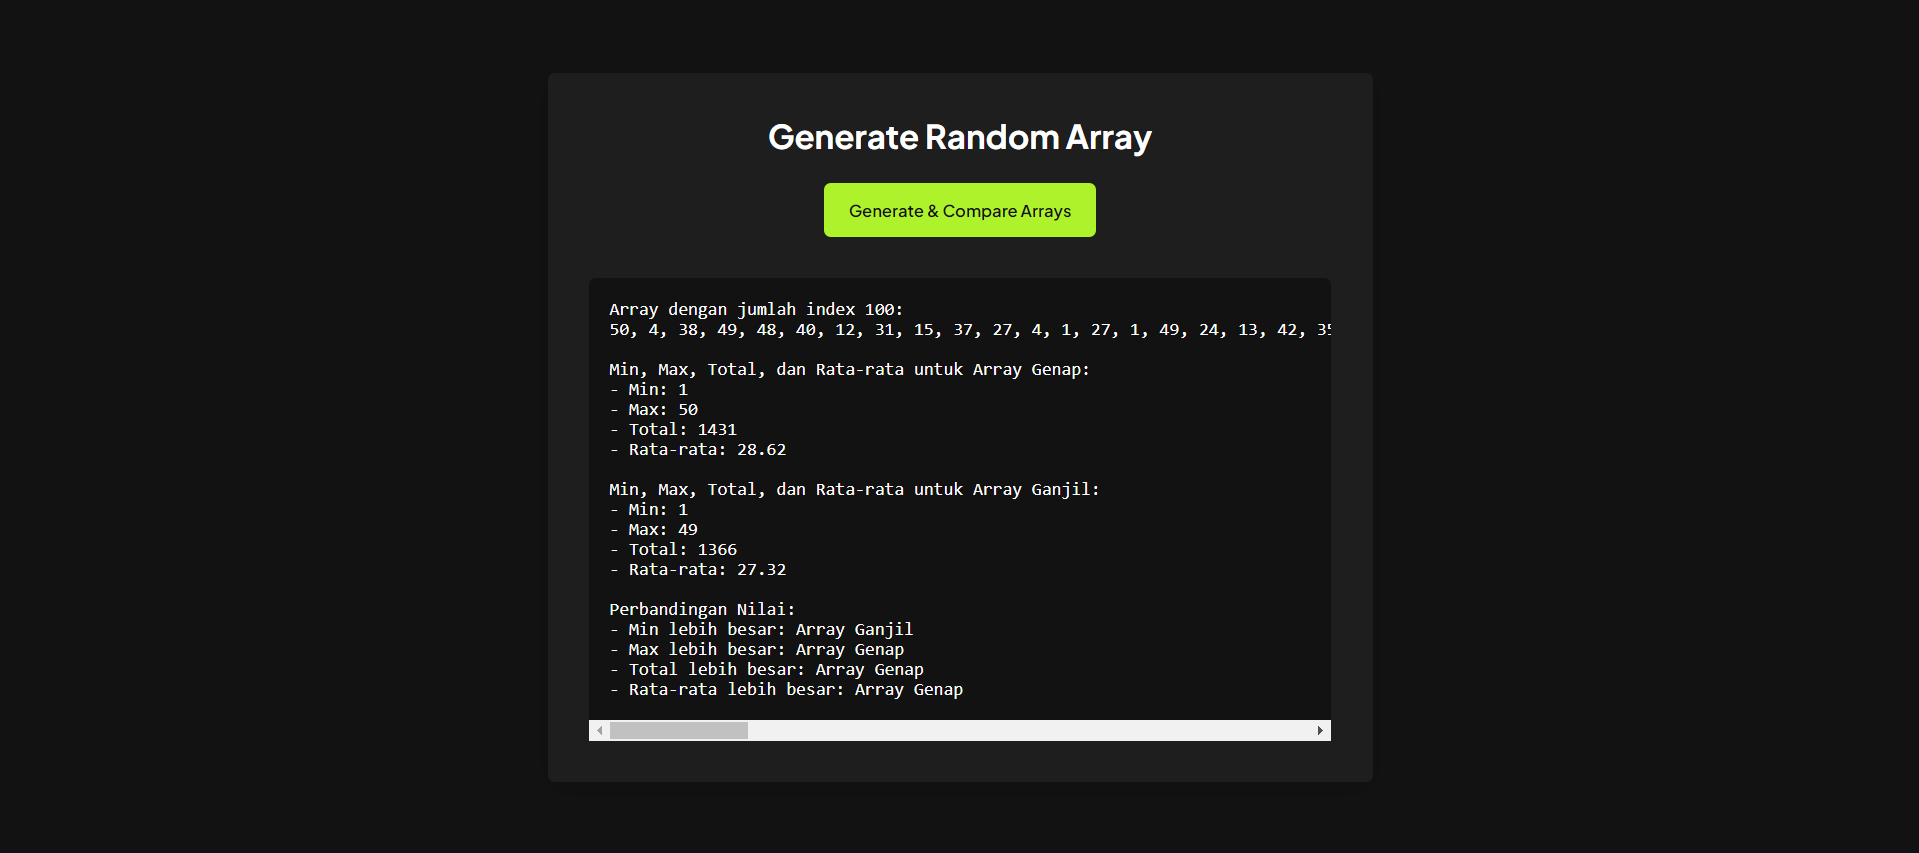 Generate Random Array
Generate & Compare Arrays
Array dengan jumlah index 100:
50, 4, 38, 49, 48, 40, 12, 31, 15, 37, 27, 4, 1, 27, 1, 49, 24, 13, 42, 35
Min, Max, Total, dan Rata-rata untuk Array Genap:
- Min: 1
- Max: 50
- Total: 1431
- Rata-rata: 28.62
Min, Max, Total, dan Rata-rata untuk Array Ganjil:
- Min: 1
- Max: 49
- Total: 1366
- Rata-rata: 27.32
Perbandingan Nilai:
- Min lebih besar: Array Ganjil
- Max lebih besar: Array Genap
- Total lebih besar: Array Genap
- Rata-rata lebih besar: Array Genap